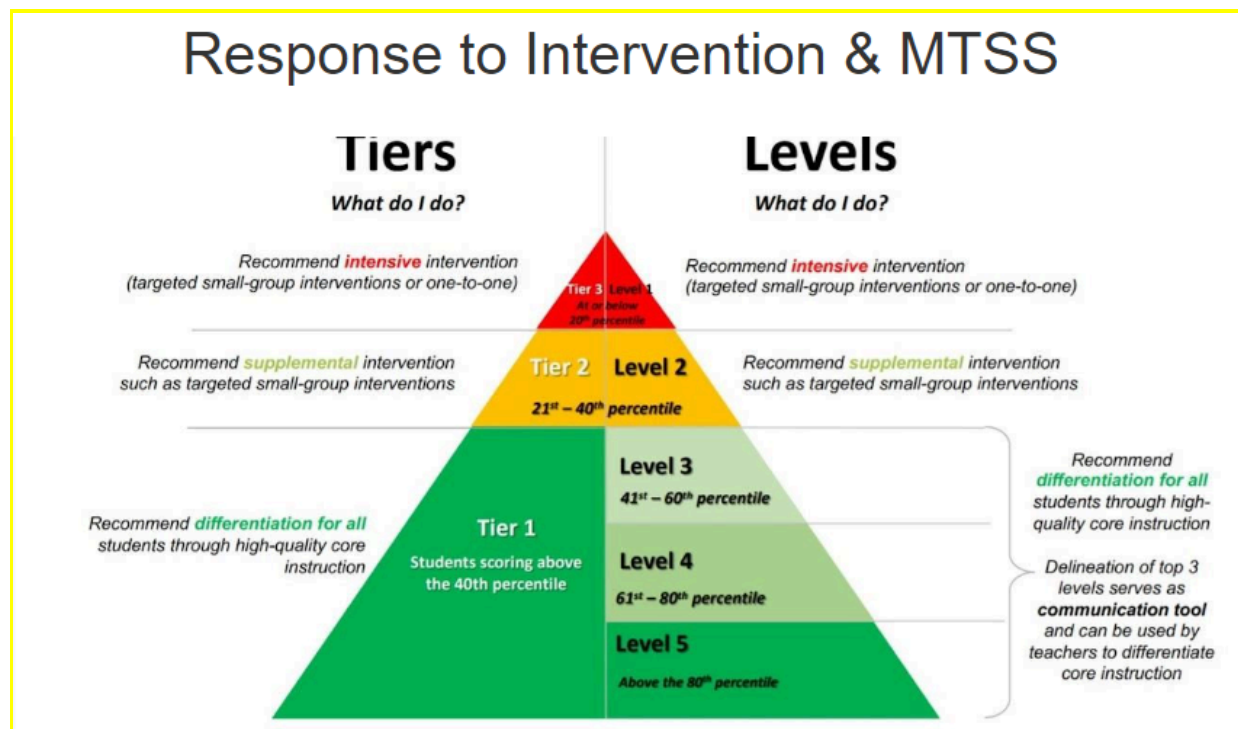 Response to Intervention & MTSS
Tiers
What do I do?
Levels
What do I do?
Recommend intensive intervention
(targeted small-group interventions or one-to-one)
Tier 3 Level 1
At or below
20th percentile
Recommend intensive intervention
(targeted small-group interventions or one-to-one)
Recommend supplemental intervention
such as targeted small-group interventions
Tier 2 Level 2
21st – 40th percentile
Recommend supplemental intervention
such as targeted small-group interventions
Recommend differentiation for all
students through high-quality core
instruction
Tier 1
Students scoring above
the 40th percentile
Level 3
41st – 60th percentile
Level 4
61st – 80th percentile
Level 5
Above the 80th percentile
Recommend
differentiation for all
students through high-
quality core instruction
Delineation of top 3
levels serves as
communication tool
and can be used by
teachers to differentiate
core instruction